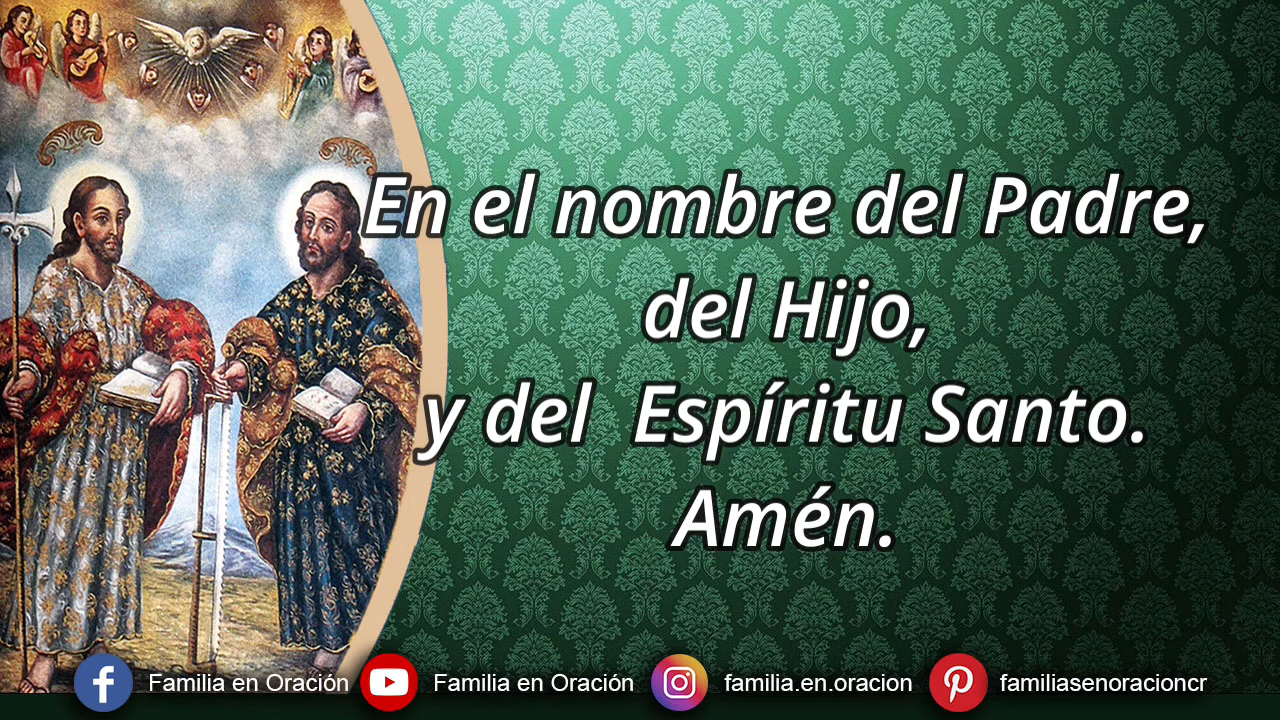 En el nombre del Padre,
del Hijo,
y del Espíritu Santo.
Amén.
Familia en Oración
Familia en Oración
familia.en.oracion
familiasenoracioncr